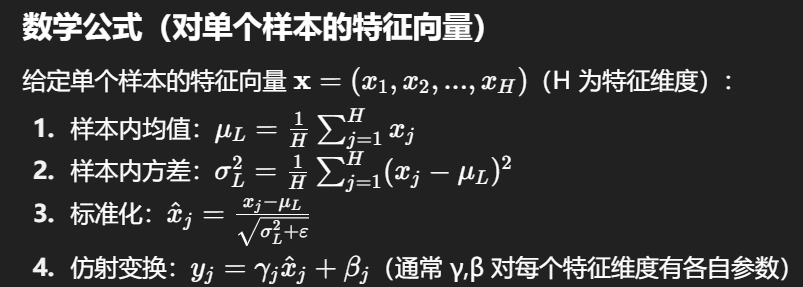 数学公式（对单个样本的特征向量）
给定单个样本的特征向量 $\mathbf{x} = (x_1, x_2, ..., x_H)$（H 为特征维度）:
1. 样本内均值：$\mu_L = \frac{1}{H} \sum_{j=1}^{H} x_j$
2. 样本内方差：$\sigma_L^2 = \frac{1}{H} \sum_{j=1}^{H} (x_j - \mu_L)^2$
3. 标准化：$\hat{x}_j = \frac{x_j - \mu_L}{\sqrt{\sigma_L^2 + \varepsilon}}$
4. 仿射变换：$y_j = \gamma_j \hat{x}_j + \beta_j$（通常 γ,β 对每个特征维度有各自参数）